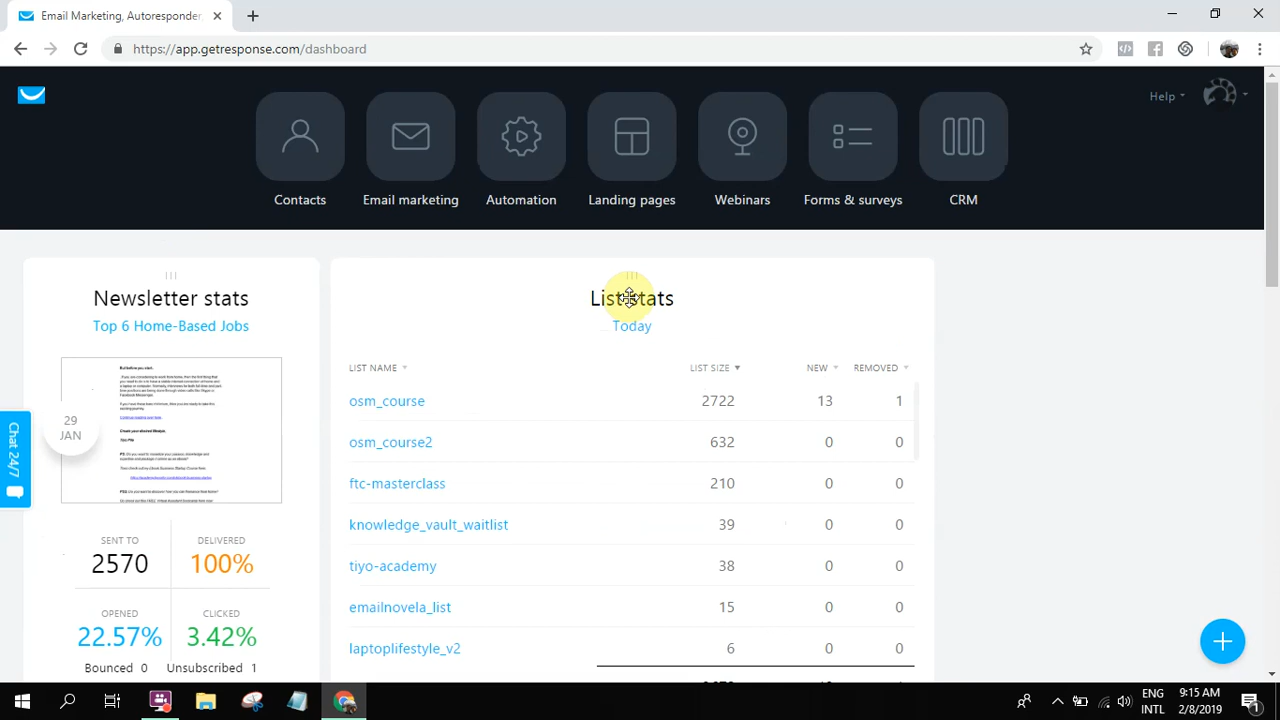 Email Marketing, Autoresponder,
https://app.getresponse.com/dashboard
Help
Contacts
Email marketing
Automation
Landing pages
Webinars
Forms & surveys
CRM
Newsletter stats
Top 6 Home-Based Jobs
29
JAN
SENT TO
2570
DELIVERED
100%
OPENED
22.57%
CLICKED
3.42%
Bounced 0
Unsubscribed 1
List stats
Today
LIST NAME LIST SIZE NEW REMOVED
osm_course 2722 13 1
osm_course2 632 0 0
ftc-masterclass 210 0 0
knowledge_vault_waitlist 39 0 0
tiyo-academy 38 0 0
emailnovela_list 15 0 0
laptoplifestyle_v2 6 0 0
Chat 24/7
ENG
INTL
9:15 AM
2/8/2019